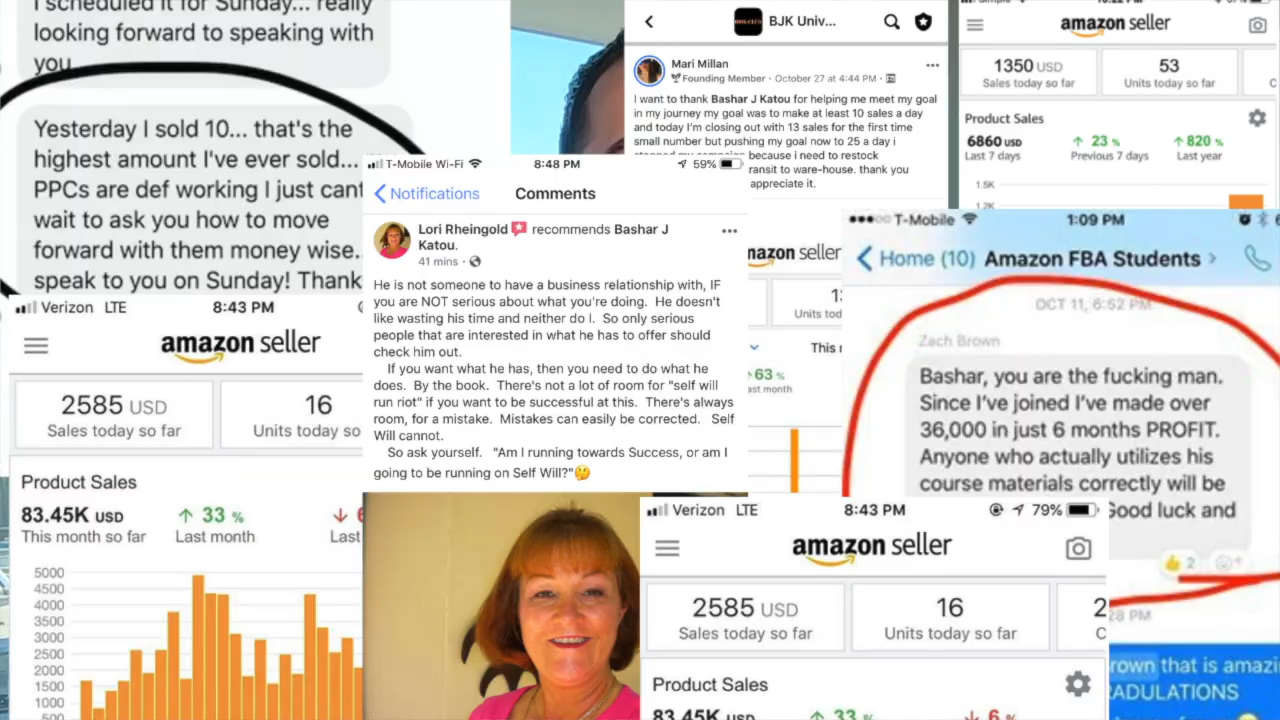 I scheduled it for Sunday... really
looking forward to speaking with
you
Yesterday I sold 10... that's the
highest amount I've ever sold...
PPCs are def working I just cant
wait to ask you how to move
forward with them money wise..
speak to you on Sunday! Thank
Verizon LTE 8:43 PM
amazon seller
2585 USD
Sales today so far
16
Units today so
Product Sales
83.45K USD
This month so far
↑ 33 %
Last month
↓ 6
Last
5000
4500
4000
3500
3000
2500
2000
1500
1000
500
T-Mobile Wi-Fi 8:48 PM 59%
Notifications Comments
Lori Rheingold recommends Bashar J
Katou.
41 mins ·
He is not someone to have a business relationship with, IF
you are NOT serious about what you're doing. He doesn't
like wasting his time and neither do I. So only serious
people that are interested in what he has to offer should
check him out.
If you want what he has, then you need to do what he
does. By the book. There's not a lot of room for "self will
run riot" if you want to be successful at this. There's always
room, for a mistake. Mistakes can easily be corrected. Self
Will cannot.
So ask yourself. "Am I running towards Success, or am I
going to be running on Self Will?"🤔
BJK Univ...
Mari Millan
Founding Member · October 27 at 4:44 PM ·
I want to thank Bashar J Katou for helping me meet my goal
in my journey my goal was to make at least 10 sales a day
and today I'm closing out with 13 sales for the first time
small number but pushing my goal now to 25 a day i
because i need to restock
ransit to ware-house. thank you
appreciate it.
amazon seller
1350 USD
Sales today so far
53
Units today so far
Product Sales
6860 USD
Last 7 days
↑ 23 %
Previous 7 days
↑ 820 %
Last year
1.5K
1.2K
mazon seller
Units tod
This r
63 %
ast month
T-Mobile 1:09 PM
Home (10) Amazon FBA Students
OCT 11, 6:52 PM
Zach Brown
Bashar, you are the fucking man.
Since I've joined I've made over
36,000 in just 6 months PROFIT.
Anyone who actually utilizes his
course materials correctly will be
Good luck and
2
28 PM
rown that is amazi
RADULATIONS
Verizon LTE 8:43 PM 79%
amazon seller
2585 USD
Sales today so far
16
Units today so far
2
C
Product Sales
83.45K USD
↑ 33 %
↓ 6 %